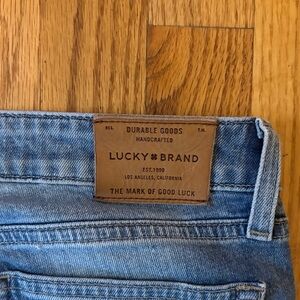 REG. DURABLE GOODS T.M.
HANDCRAFTED
LUCKY BRAND
EST. 1990
LOS ANGELES, CALIFORNIA
THE MARK OF GOOD LUCK